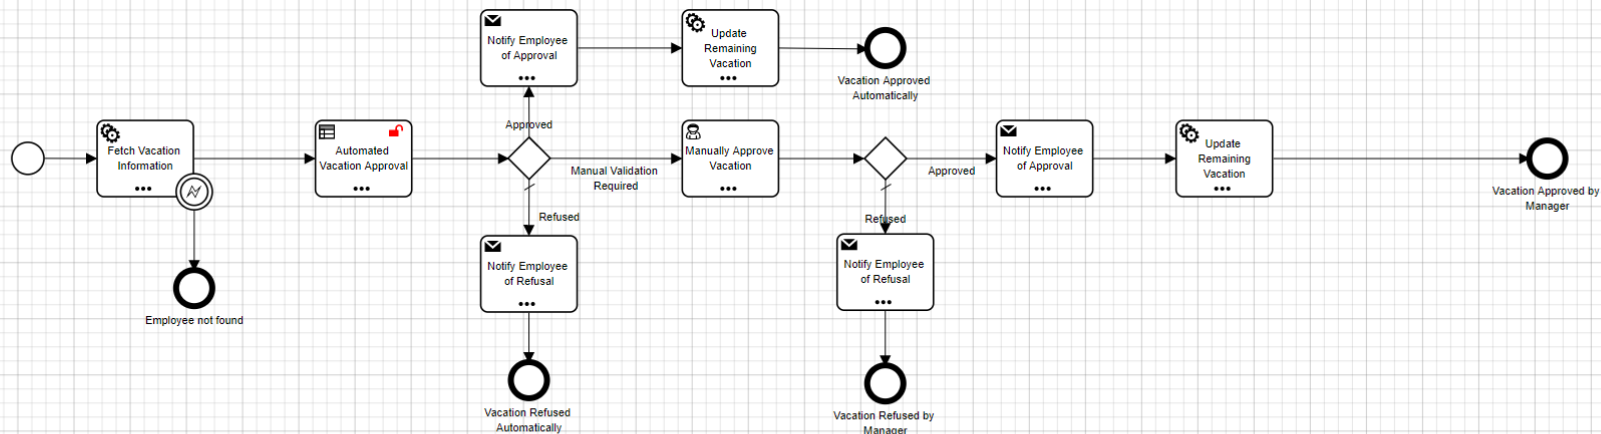 Notify Employee
of Approval
Update
Remaining
Vacation
Vacation Approved
Automatically
Approved
Fetch Vacation
Information
Automated
Vacation Approval
Manual Validation
Required
Manually Approve
Vacation
Approved
Notify Employee
of Approval
Update
Remaining
Vacation
Vacation Approved by
Manager
Refused
Refused
Notify Employee
of Refusal
Notify Employee
of Refusal
Employee not found
Vacation Refused
Automatically
Vacation Refused by
Manager